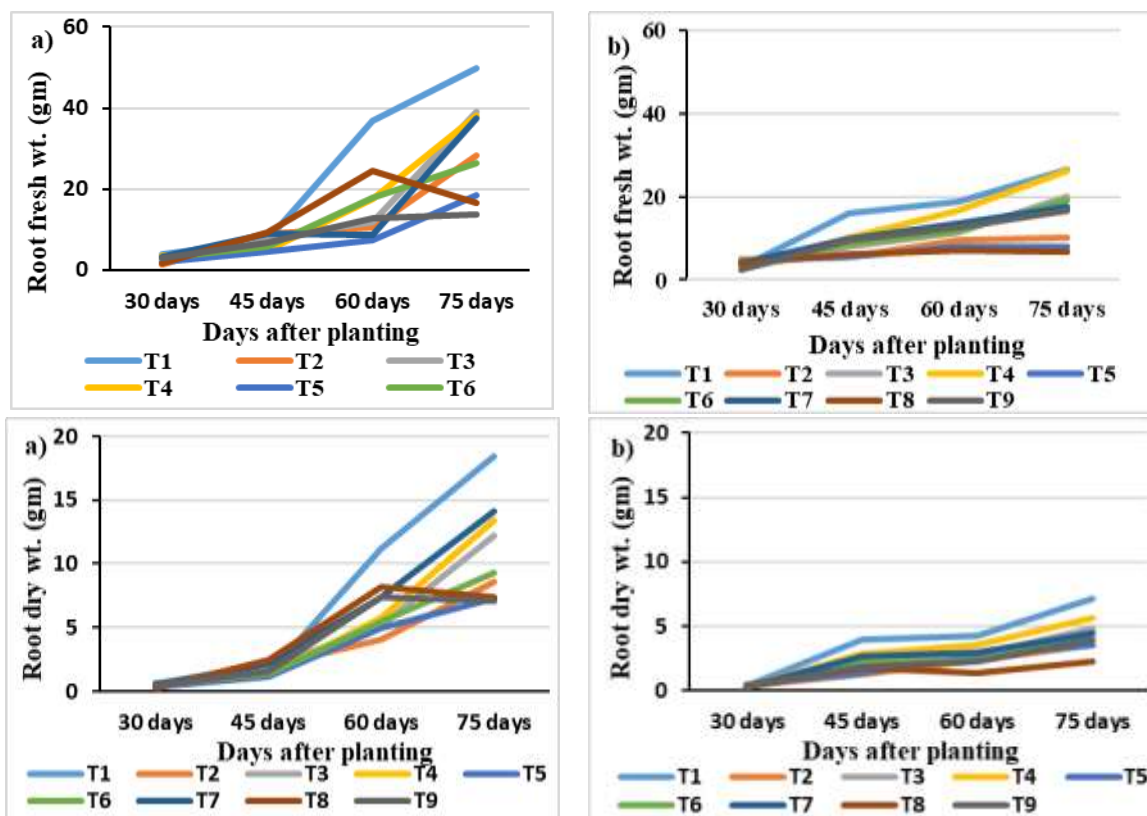 a)
Root fresh wt. (gm)
60
40
20
0
30 days 45 days 60 days 75 days
Days after planting
T1 T2 T3
T4 T5 T6
b)
Root fresh wt. (gm)
60
40
20
0
30 days 45 days 60 days 75 days
Days after planting
T1 T2 T3 T4 T5
T6 T7 T8 T9
a)
Root dry wt. (gm)
20
15
10
5
0
30 days 45 days 60 days 75 days
Days after planting
T1 T2 T3 T4 T5
T6 T7 T8 T9
b)
Root dry wt. (gm)
20
15
10
5
0
30 days 45 days 60 days 75 days
Days after planting
T1 T2 T3 T4 T5
T6 T7 T8 T9